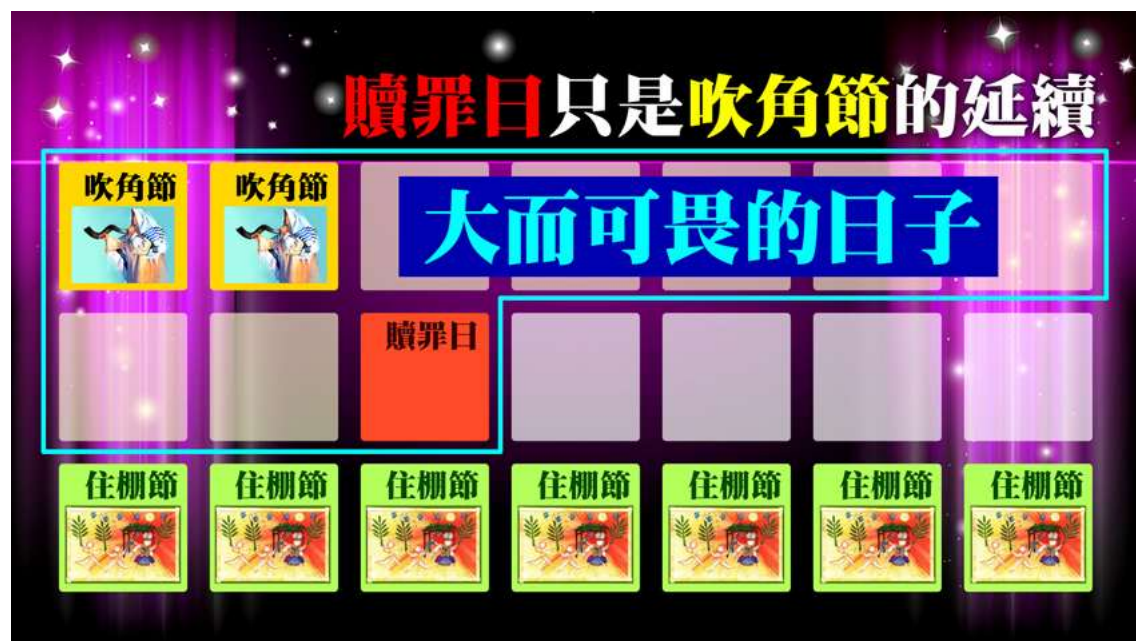 贖罪日只是吹角節的延續
吹角節 吹角節
大而可畏的日子
贖罪日
住棚節 住棚節 住棚節 住棚節 住棚節 住棚節 住棚節